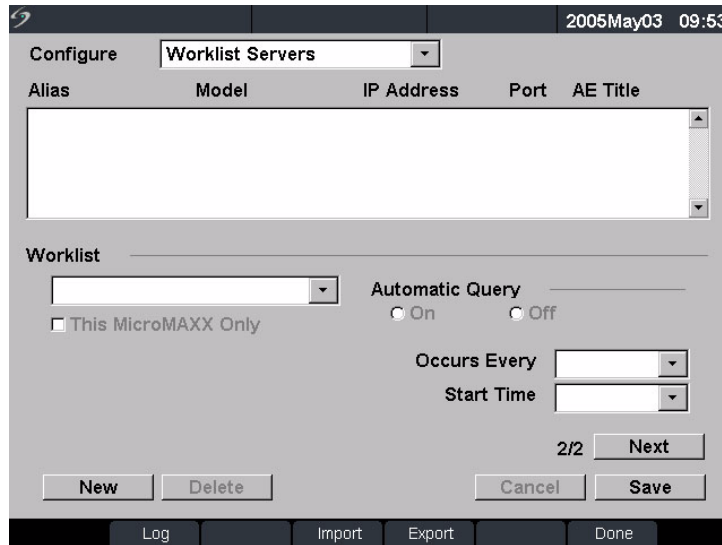 2005May03 09:53
Configure Worklist Servers
Alias Model IP Address Port AE Title
Worklist
Automatic Query
This MicroMAXX Only On Off
Occurs Every
Start Time
2/2 Next
New Delete Cancel Save
Log Import Export Done